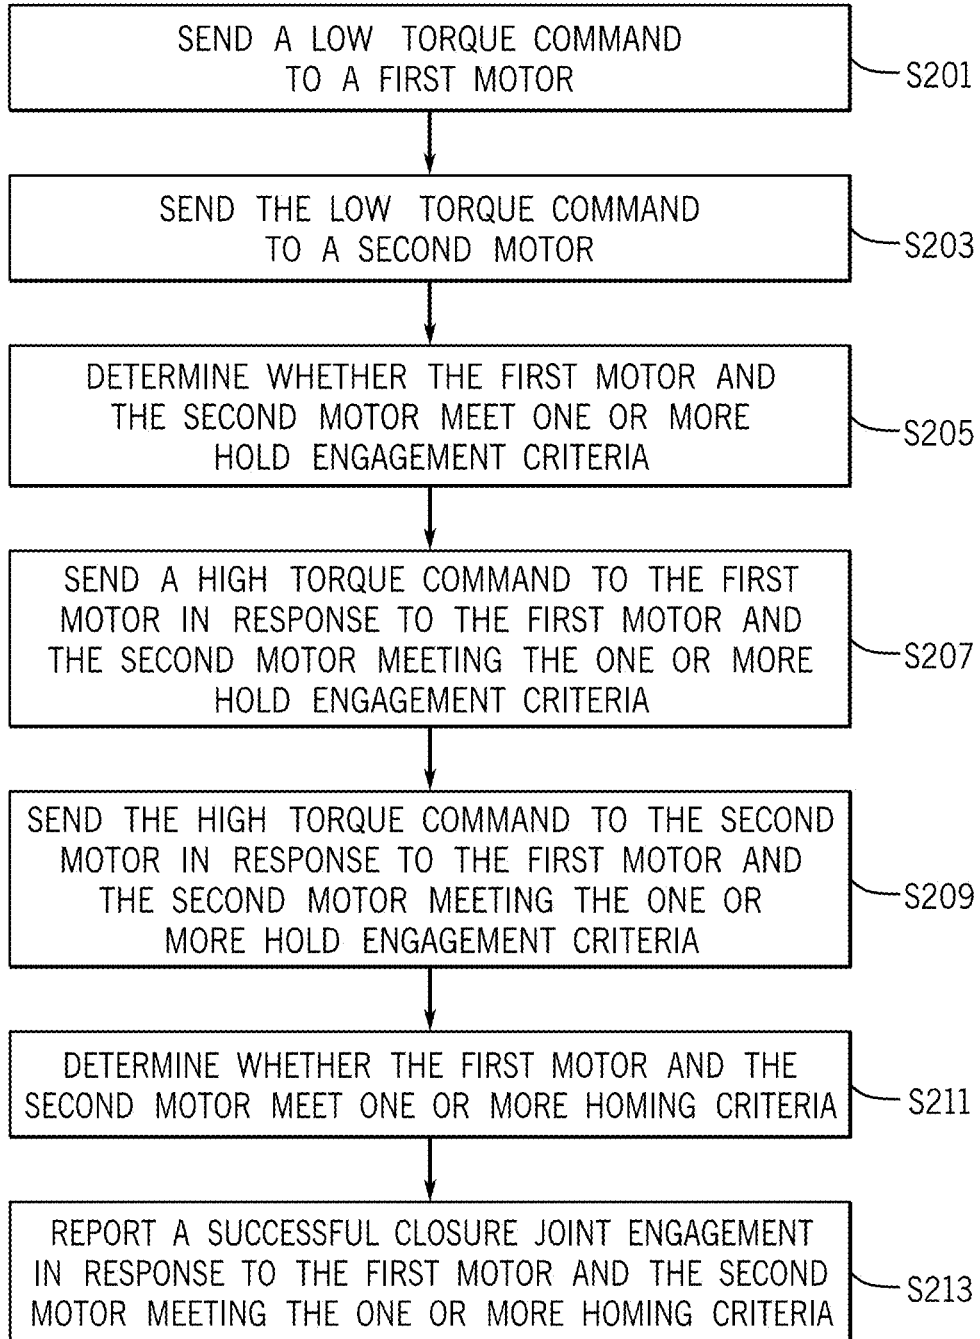 SEND A LOW TORQUE COMMAND
TO A FIRST MOTOR
S201
SEND THE LOW TORQUE COMMAND
TO A SECOND MOTOR
S203
DETERMINE WHETHER THE FIRST MOTOR AND
THE SECOND MOTOR MEET ONE OR MORE
HOLD ENGAGEMENT CRITERIA
S205
SEND A HIGH TORQUE COMMAND TO THE FIRST
MOTOR IN RESPONSE TO THE FIRST MOTOR AND
THE SECOND MOTOR MEETING THE ONE OR MORE
HOLD ENGAGEMENT CRITERIA
S207
SEND THE HIGH TORQUE COMMAND TO THE SECOND
MOTOR IN RESPONSE TO THE FIRST MOTOR AND
THE SECOND MOTOR MEETING THE ONE OR
MORE HOLD ENGAGEMENT CRITERIA
S209
DETERMINE WHETHER THE FIRST MOTOR AND THE
SECOND MOTOR MEET ONE OR MORE HOMING CRITERIA
S211
REPORT A SUCCESSFUL CLOSURE JOINT ENGAGEMENT
IN RESPONSE TO THE FIRST MOTOR AND THE SECOND
MOTOR MEETING THE ONE OR MORE HOMING CRITERIA
S213